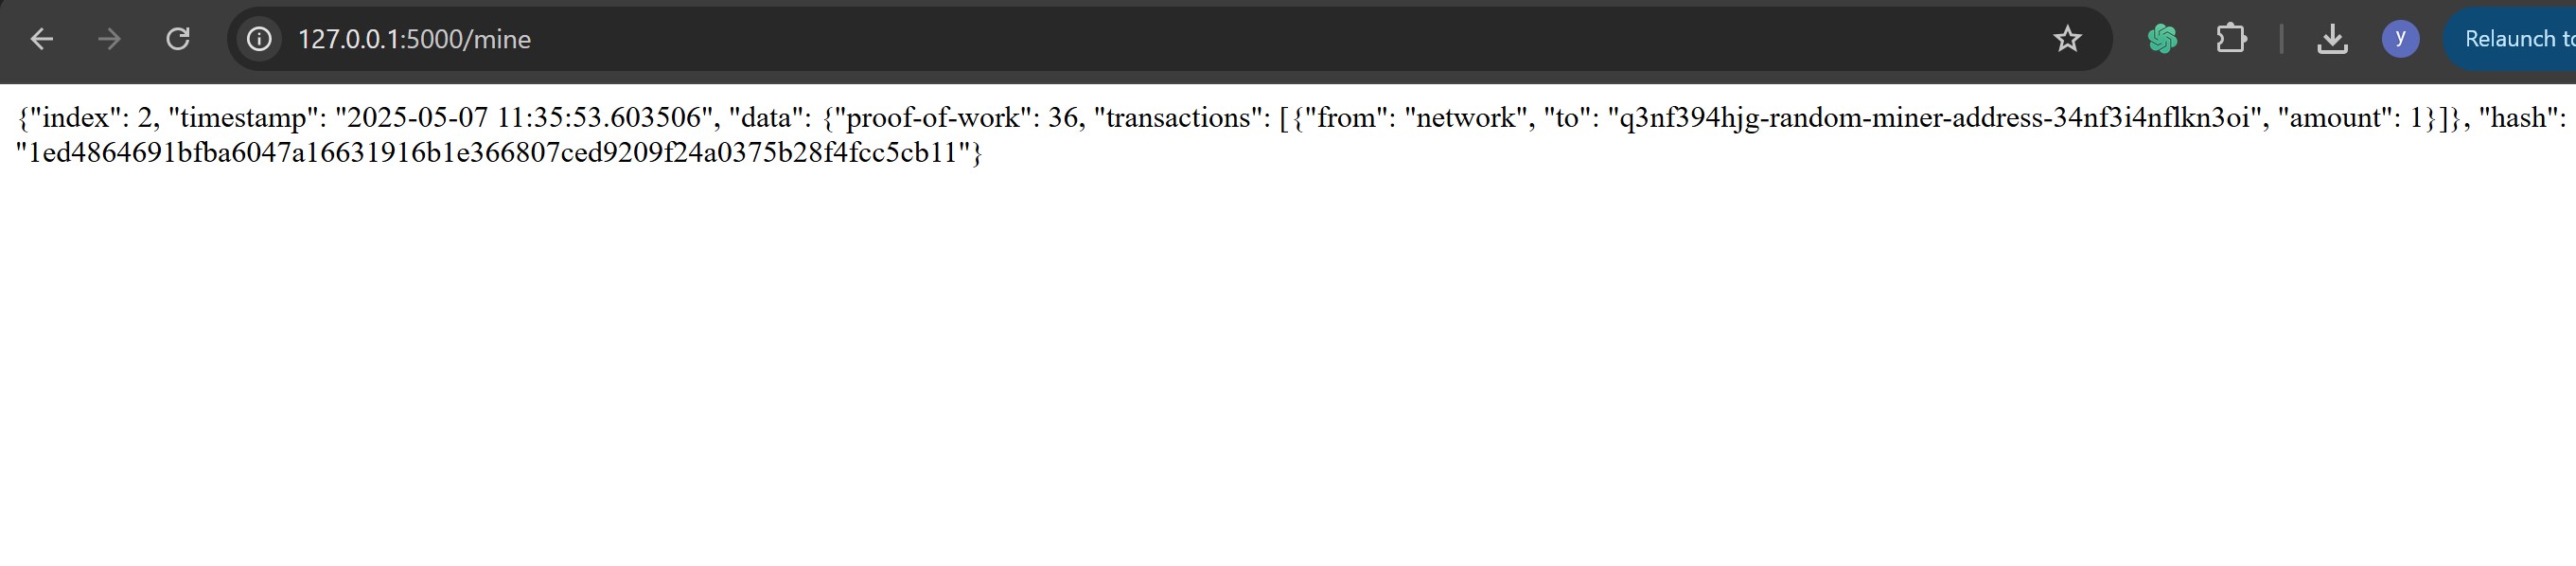 127.0.0.1:5000/mine
y
Relaunch to
{"index": 2, "timestamp": "2025-05-07 11:35:53.603506", "data": {"proof-of-work": 36, "transactions": [{"from": "network", "to": "q3nf394hjg-random-miner-address-34nf3i4nflkn3oi", "amount": 1}]}, "hash":
"1ed4864691bfba6047a16631916b1e366807ced9209f24a0375b28f4fcc5cb11"}